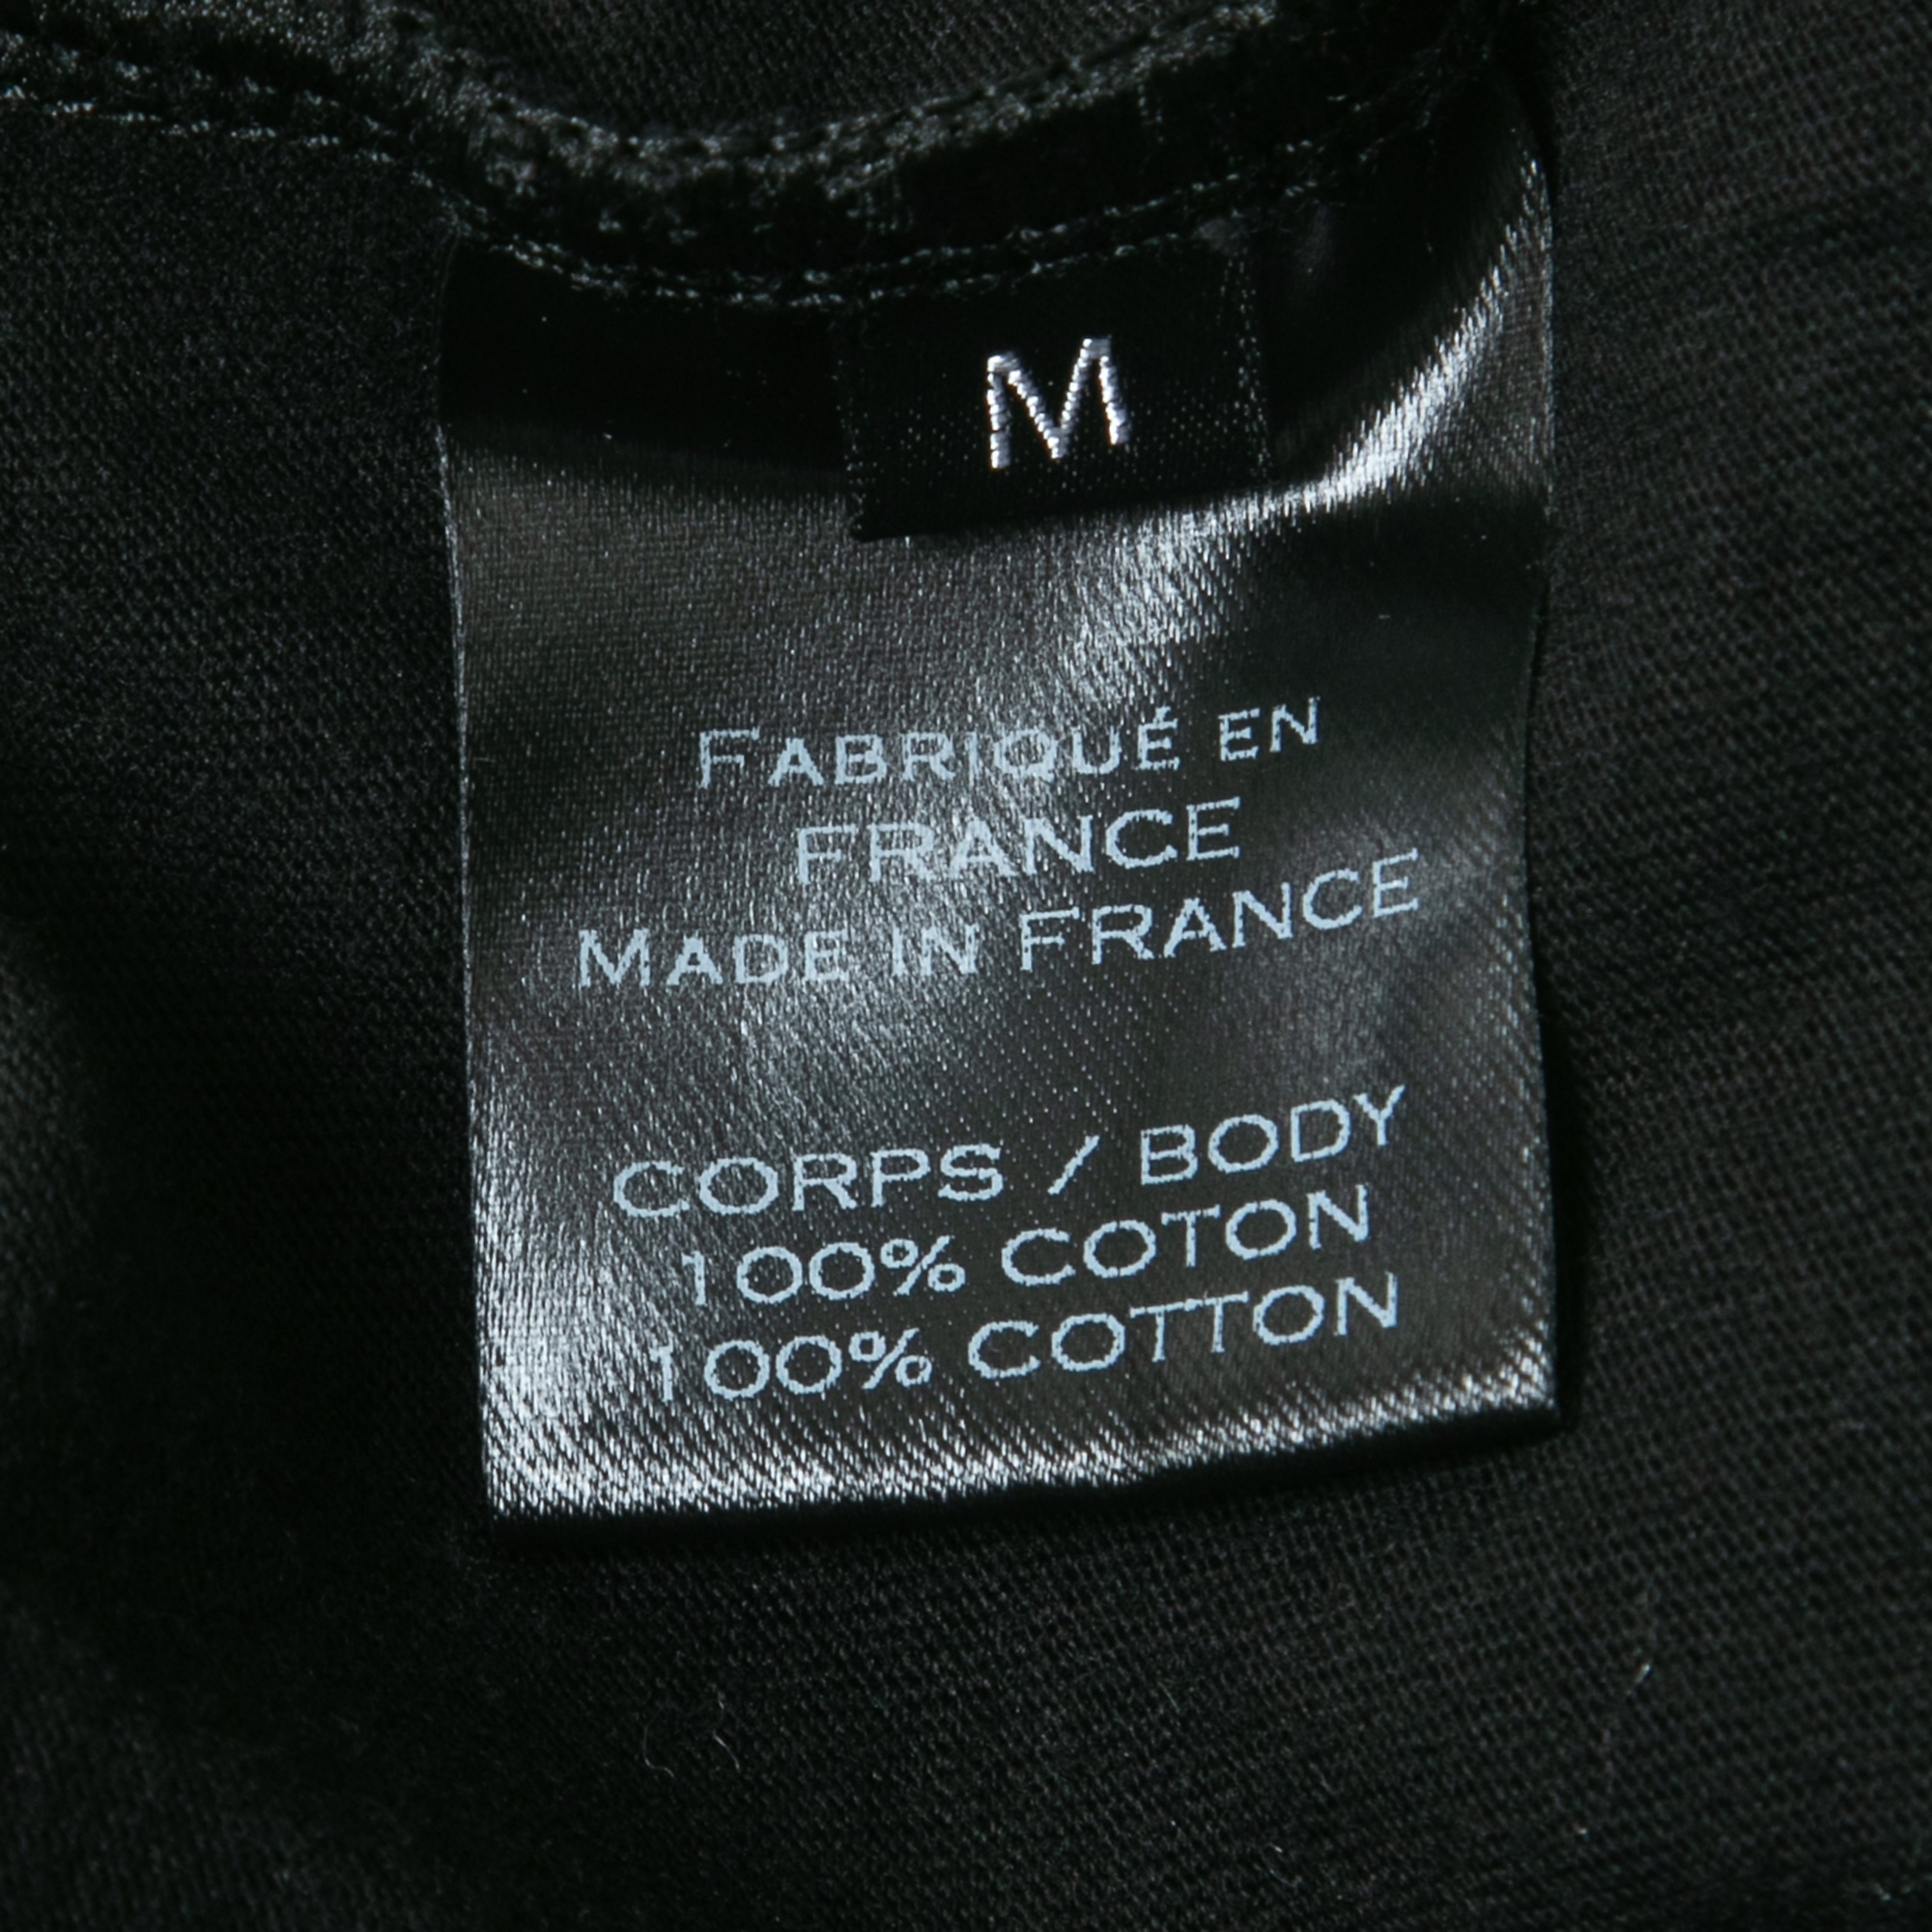 M
FABRIQUÉ EN
FRANCE
MADE IN FRANCE
CORPS / BODY
100% COTON
100% COTTON